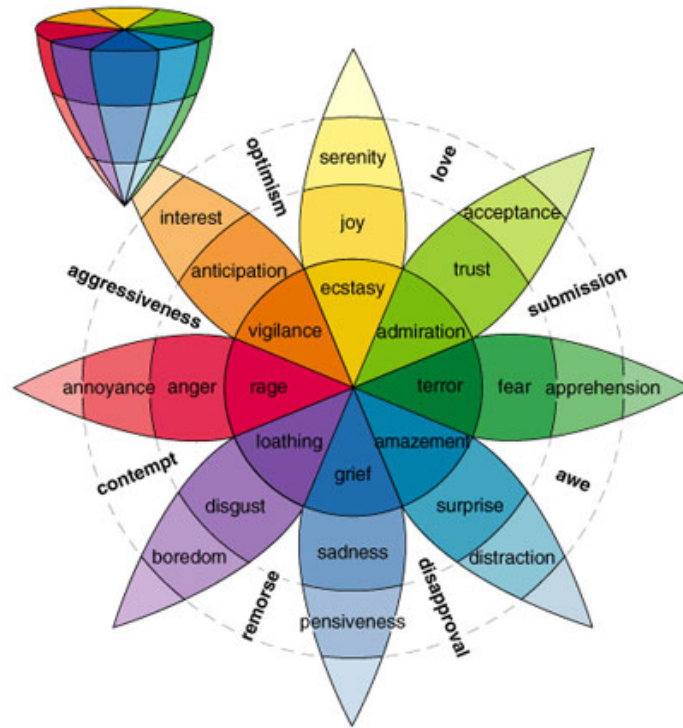 optimism
serenity
love
interest
joy
acceptance
anticipation
trust
aggressiveness
ecstasy
submission
vigilance
admiration
annoyance
anger
rage
terror
fear
apprehension
loathing
amazement
contempt
grief
awe
disgust
surprise
boredom
sadness
distraction
remorse
pensiveness
disapproval